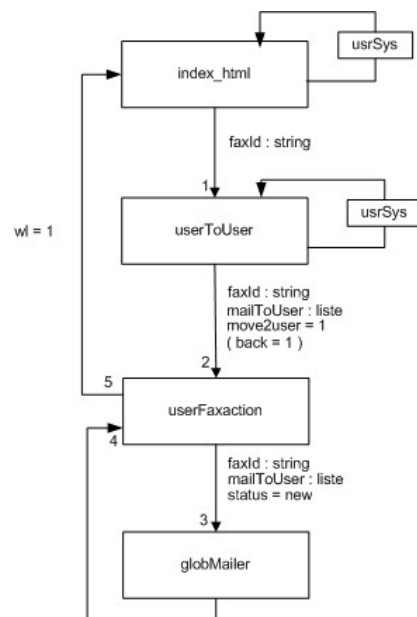 usrSys
index_html
faxId : string
1
userToUser
usrSys
wl = 1
faxId : string
mailToUser : liste
move2user = 1
( back = 1 )
2
5
userFaxaction
4
faxId : string
mailToUser : liste
status = new
3
globMailer